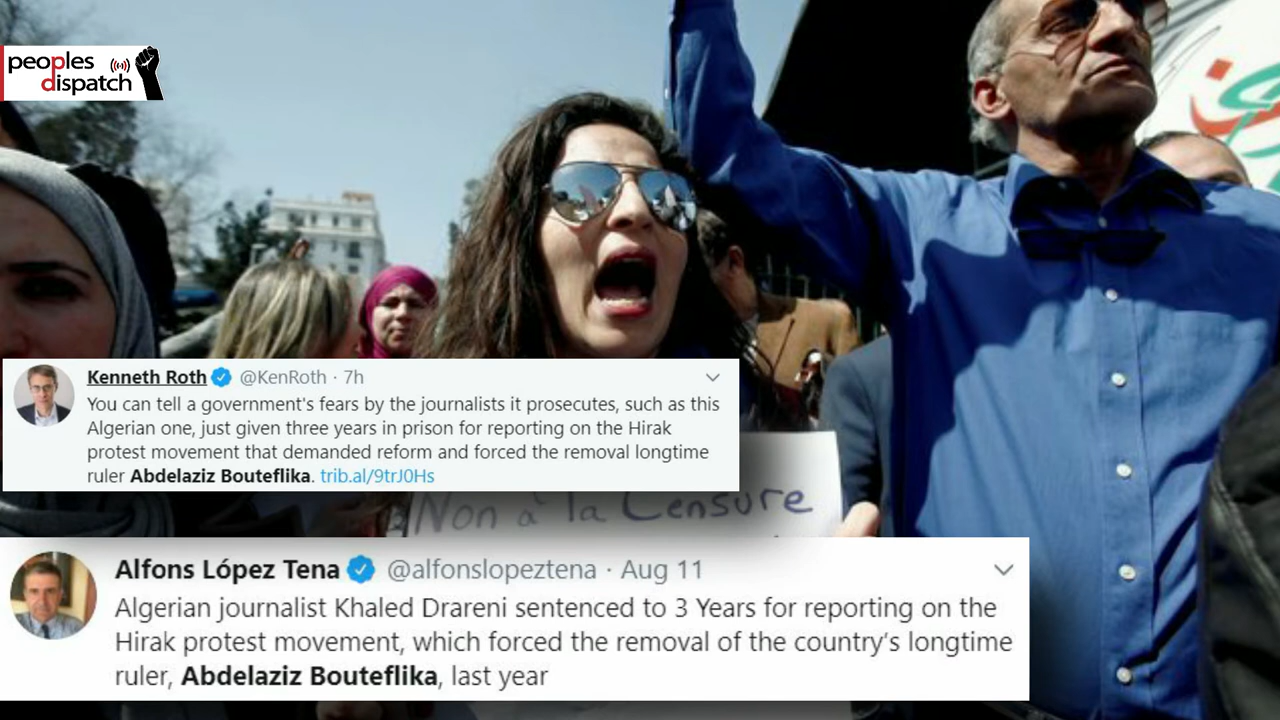 peoples
dispatch
Kenneth Roth @KenRoth · 7h
You can tell a government's fears by the journalists it prosecutes, such as this
Algerian one, just given three years in prison for reporting on the Hirak
protest movement that demanded reform and forced the removal longtime
ruler Abdelaziz Bouteflika. trib.al/9trJ0Hs
Non à la Censure
Alfons López Tena @alfonslopeztena · Aug 11
Algerian journalist Khaled Drareni sentenced to 3 Years for reporting on the
Hirak protest movement, which forced the removal of the country’s longtime
ruler, Abdelaziz Bouteflika, last year